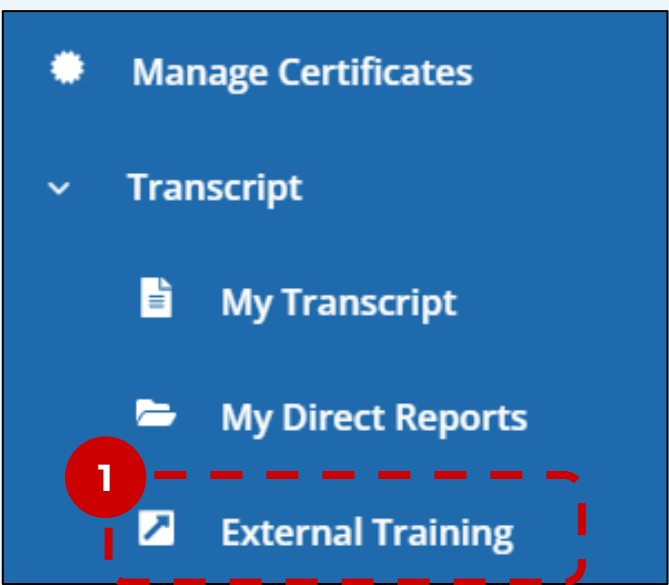 Manage Certificates
Transcript
My Transcript
My Direct Reports
1
External Training